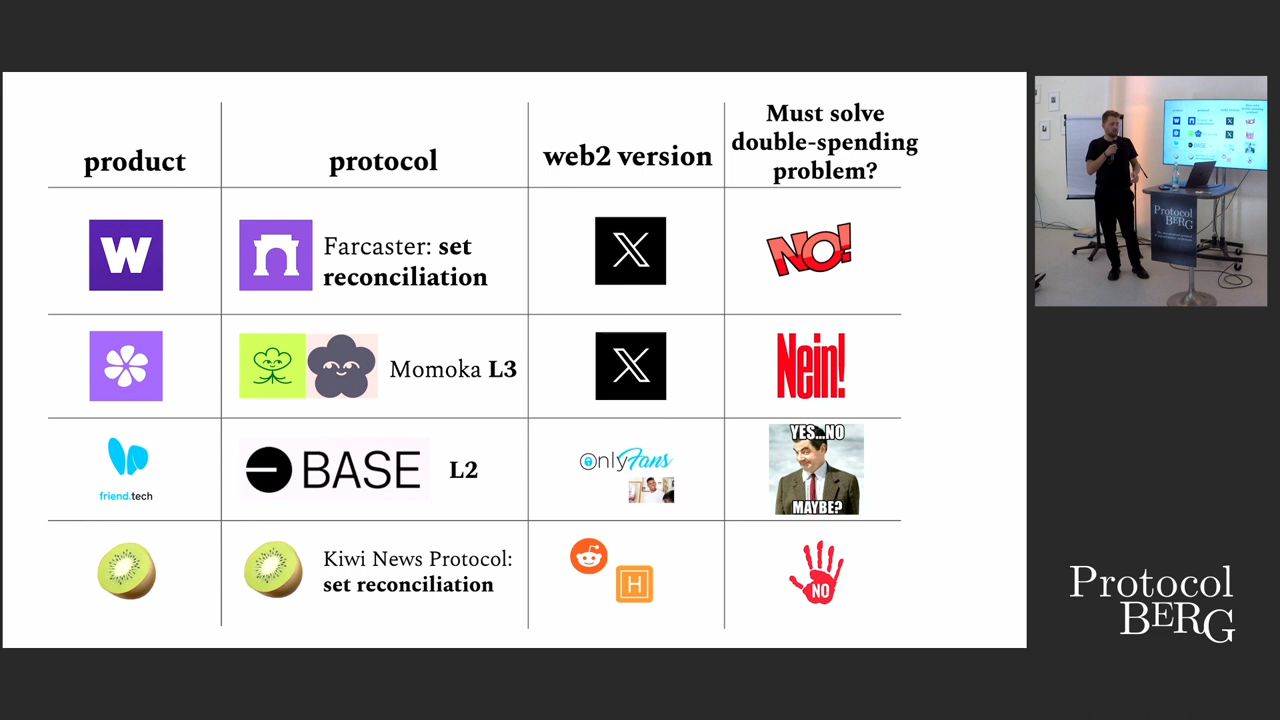 product
protocol
web2 version
Must solve
double-spending
problem?
W
Farcaster: set
reconciliation
X
NO!
Momoka L3
X
Nein!
friend.tech
BASE L2
OnlyFans
YES...NO
MAYBE?
Kiwi News Protocol:
set reconciliation
H
NO
Protocol
BERG
Protocol
BERG